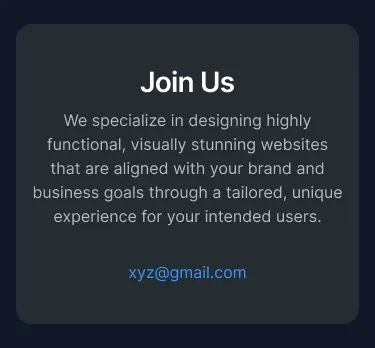 Join Us
We specialize in designing highly
functional, visually stunning websites
that are aligned with your brand and
business goals through a tailored, unique
experience for your intended users.
xyz@gmail.com